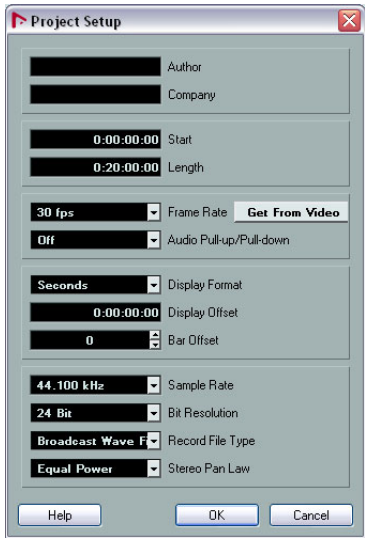 Project Setup
Author
Company
0:00:00:00 Start
0:20:00:00 Length
30 fps Frame Rate Get From Video
Off Audio Pull-up/Pull-down
Seconds Display Format
0:00:00:00 Display Offset
0 Bar Offset
44.100 kHz Sample Rate
24 Bit Bit Resolution
Broadcast Wave Fi Record File Type
Equal Power Stereo Pan Law
Help OK Cancel